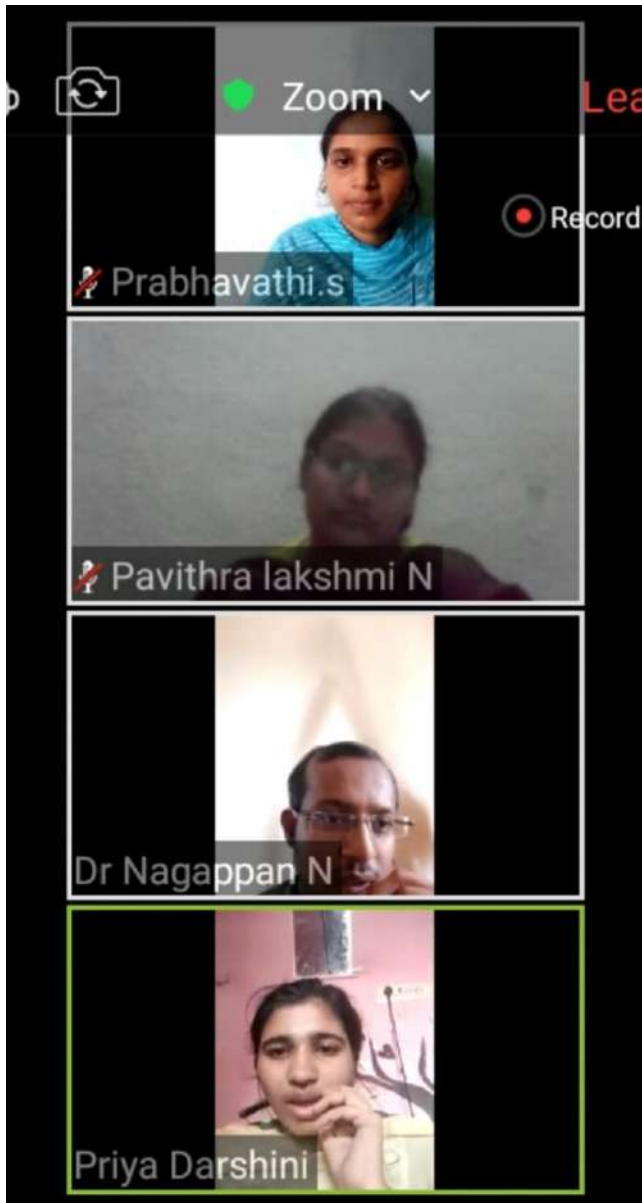 Zoom
Lea
Record
Prabhavathi.s
Pavithra lakshmi N
Dr Nagappan N
Priya Darshini